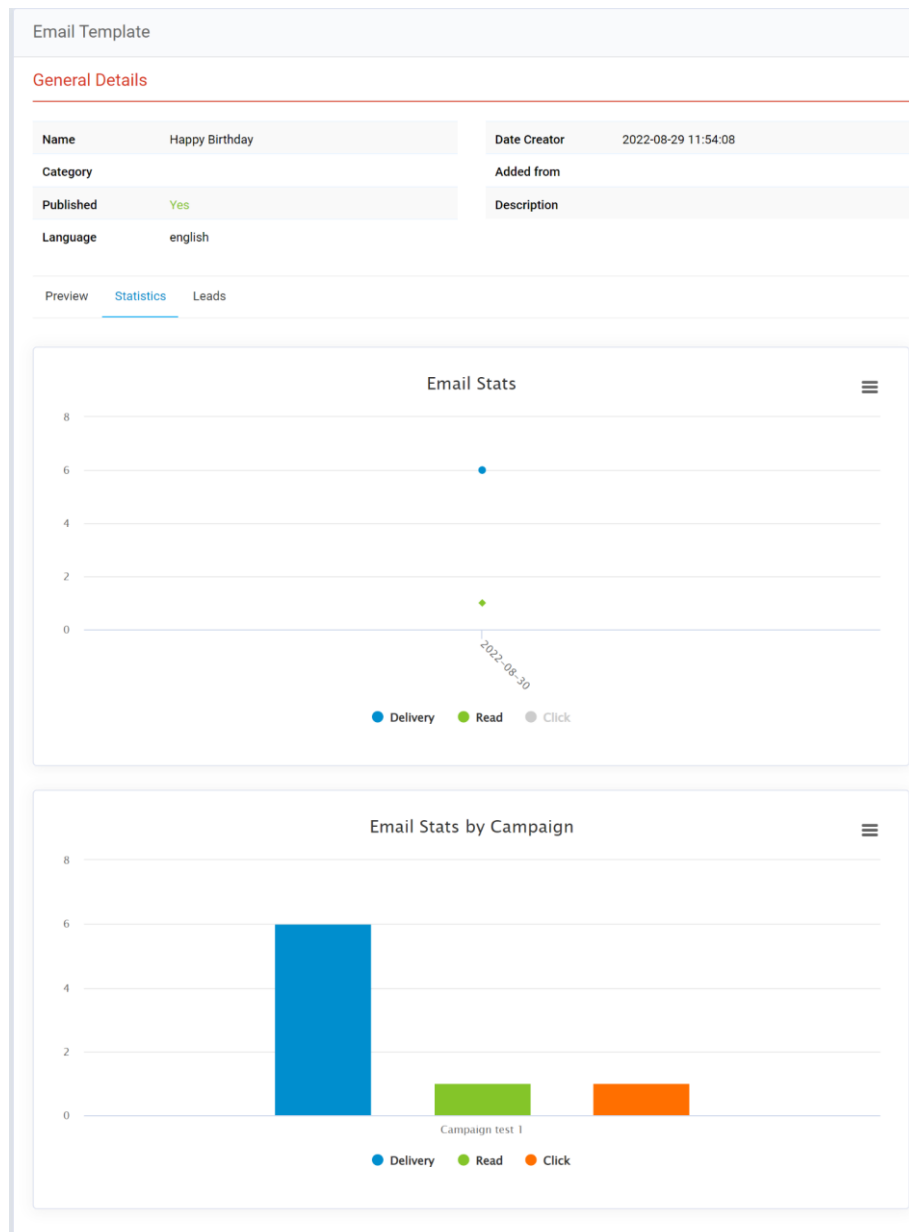 Email Template
General Details
Name Happy Birthday Date Creator 2022-08-29 11:54:08
Category Added from
Published Yes Description
Language english
Preview Statistics Leads
Email Stats
8
6
4
2
0
2022-08-30
Delivery Read Click
Email Stats by Campaign
8
6
4
2
0
Campaign test 1
Delivery Read Click